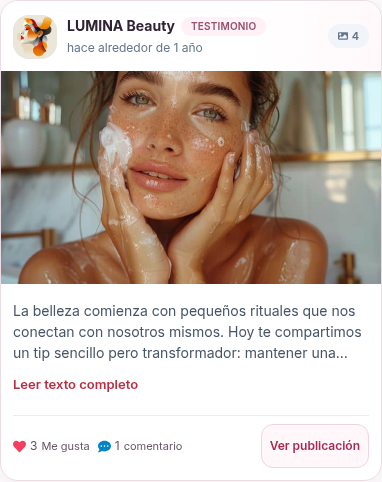 LUMINA Beauty TESTIMONIO
hace alrededor de 1 año
4
La belleza comienza con pequeños rituales que nos
conectan con nosotros mismos. Hoy te compartimos
un tip sencillo pero transformador: mantener una...
Leer texto completo
3 Me gusta 1 comentario
Ver publicación